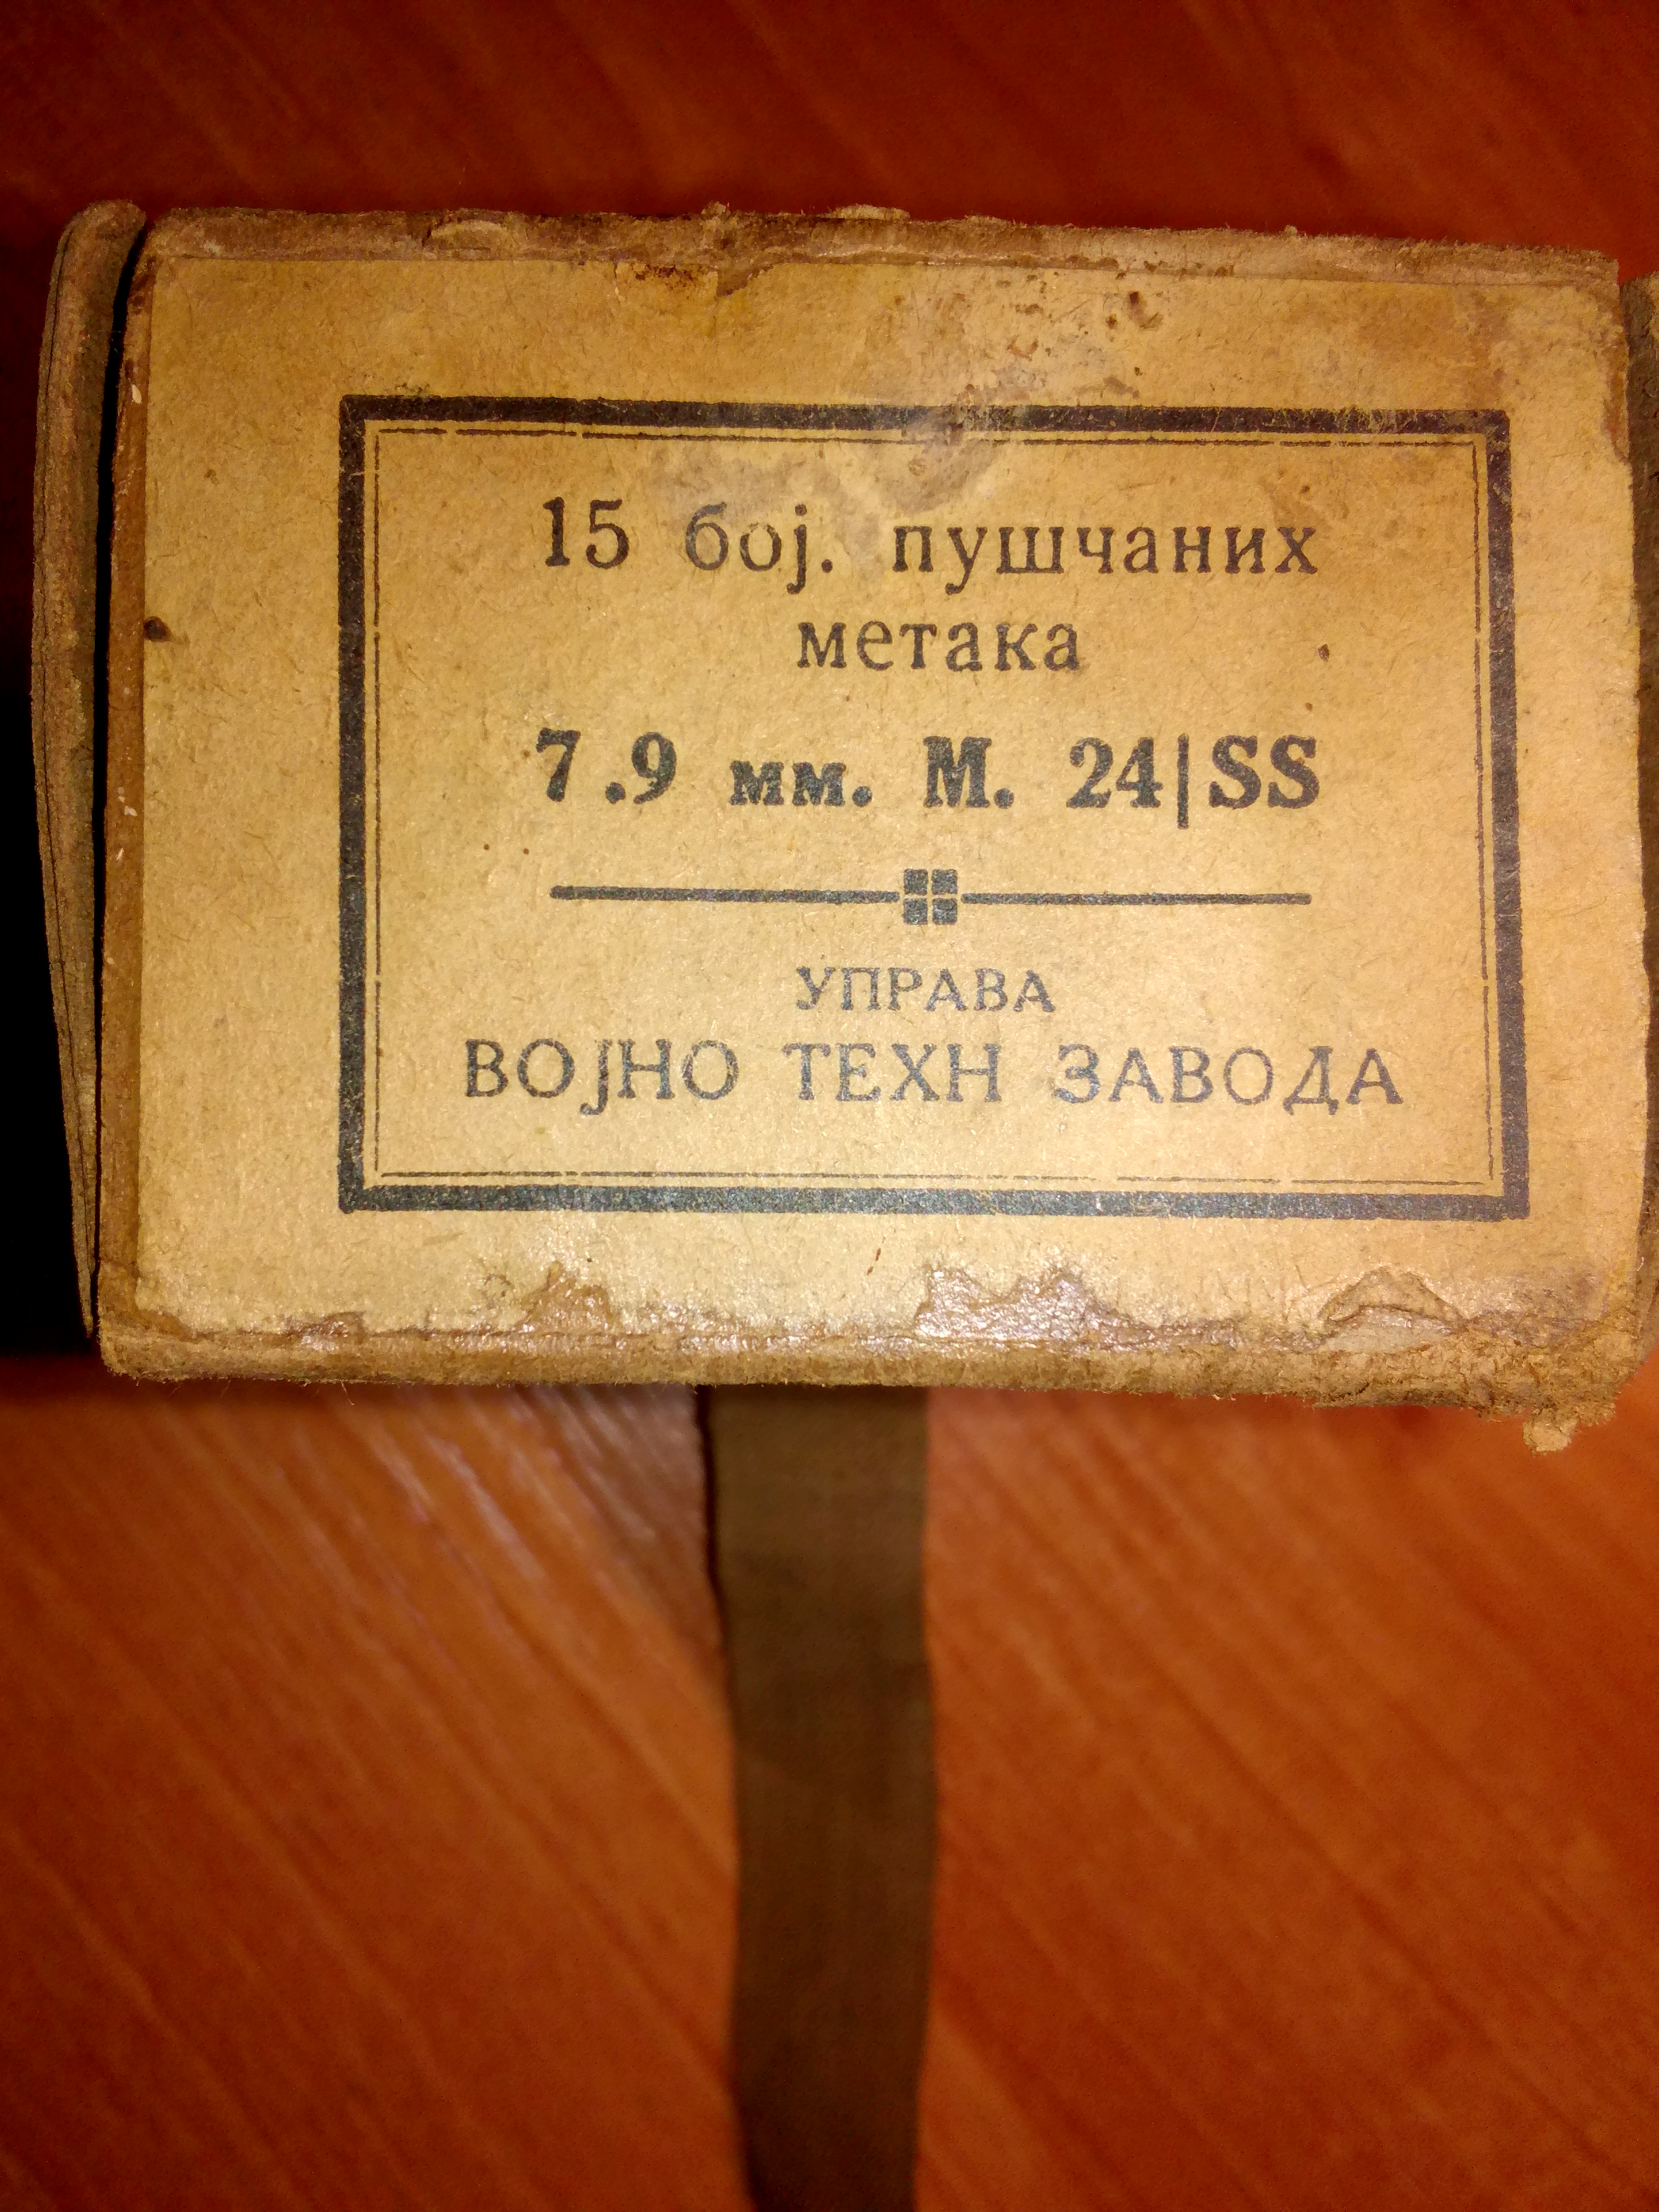 15 бој. пушчаних
метака
7.9 мм. М. 24|SS
УПРАВА
ВОЈНО ТЕХН ЗАВОДА